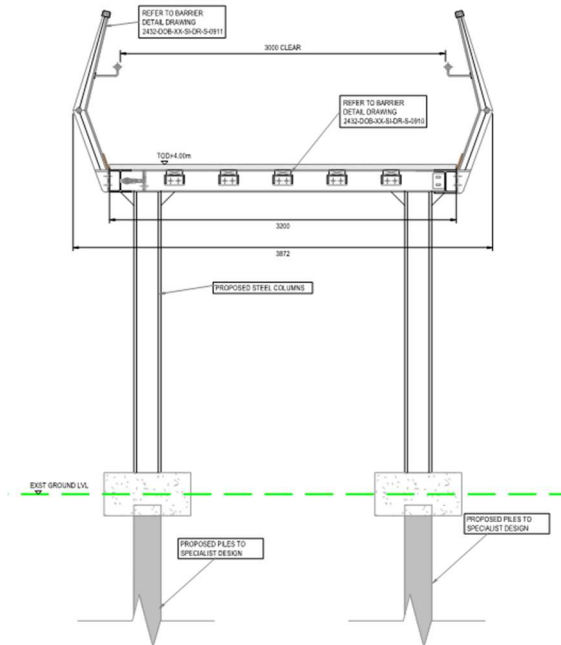 REFER TO BARRIER
DETAIL DRAWING
2432-DOB-XX-SI-DR-S-0911
3000 CLEAR
REFER TO BARRIER
DETAIL DRAWING
2432-DOB-XX-SI-DR-S-0910
TOD+4.00m
3200
3872
PROPOSED STEEL COLUMNS
EXST GROUND LVL
PROPOSED PILES TO
SPECIALIST DESIGN
PROPOSED PILES TO
SPECIALIST DESIGN